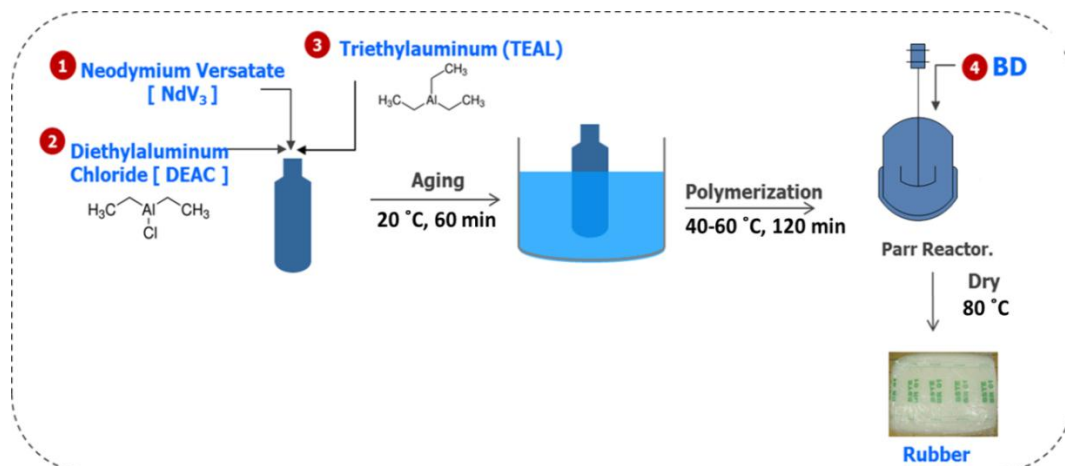 1 Neodymium Versatate
[ NdV₃ ]
2 Diethylaluminum
Chloride [ DEAC ]
H₃C Al CH₃
Cl
3 Triethylauminum (TEAL)
CH₃
H₃C Al CH₃
Aging
20 ˚C, 60 min
Polymerization
40-60 ˚C, 120 min
4 BD
Parr Reactor.
Dry
80 ˚C
Rubber